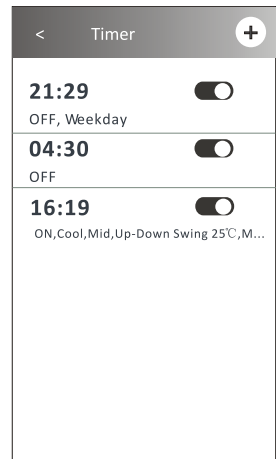 < Timer +
21:29
OFF, Weekday
04:30
OFF
16:19
ON,Cool,Mid,Up-Down Swing 25℃,M...